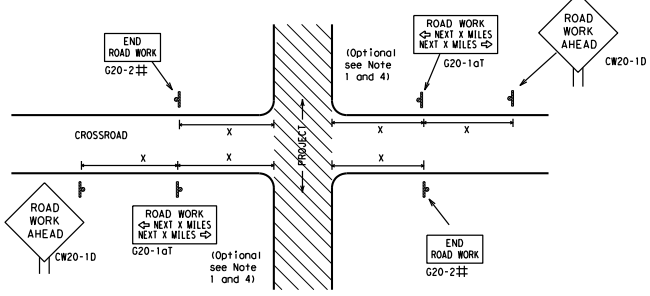 END
ROAD WORK
G20-2#
(Optional
see Note
1 and 4)
ROAD WORK
⇦ NEXT X MILES
NEXT X MILES ⇨
G20-1aT
ROAD
WORK
AHEAD
CW20-1D
X
X
X
CROSSROAD
PROJECT
X
X
X
ROAD
WORK
AHEAD
CW20-1D
ROAD WORK
⇦ NEXT X MILES
NEXT X MILES ⇨
G20-1aT
(Optional
see Note
1 and 4)
END
ROAD WORK
G20-2#